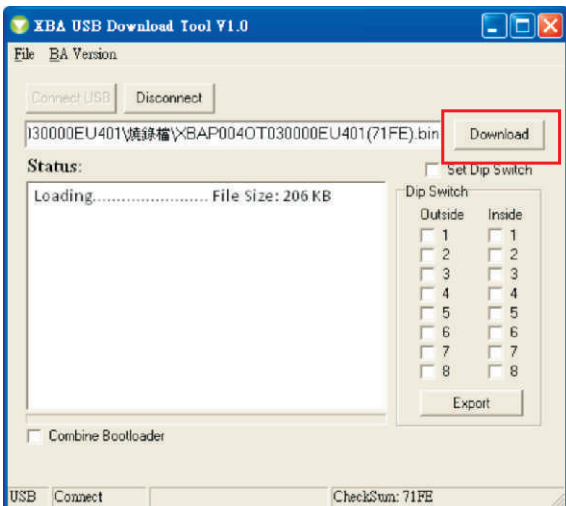 XBA USB Download Tool V1.0
File BA Version
Connect USB Disconnect
)30000EU401\燒錄檔\XBAP004OT030000EU401(71FE).bin Download
Status:
Set Dip Switch
Loading........................ File Size: 206 KB
Dip Switch
Outside Inside
1 1
2 2
3 3
4 4
5 5
6 6
7 7
8 8
Export
Combine Bootloader
USB Connect CheckSum: 71FE